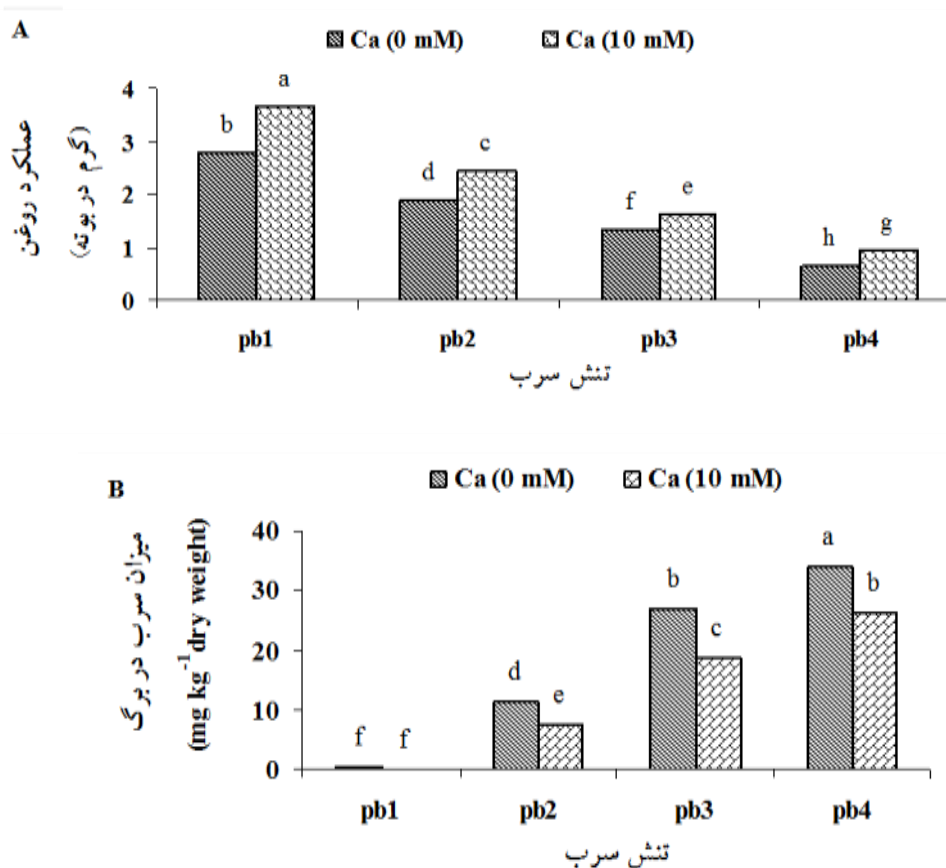 A
Ca (0 mM) Ca (10 mM)
عملکرد روغن
(گرم در بوته)
4
3
2
1
0
b a d c f e h g
pb1 pb2 pb3 pb4
تنش سرب
B
Ca (0 mM) Ca (10 mM)
میزان سرب در برگ
(mg kg-1 dry weight)
40
30
20
10
0
f f d e b c a b
pb1 pb2 pb3 pb4
تنش سرب